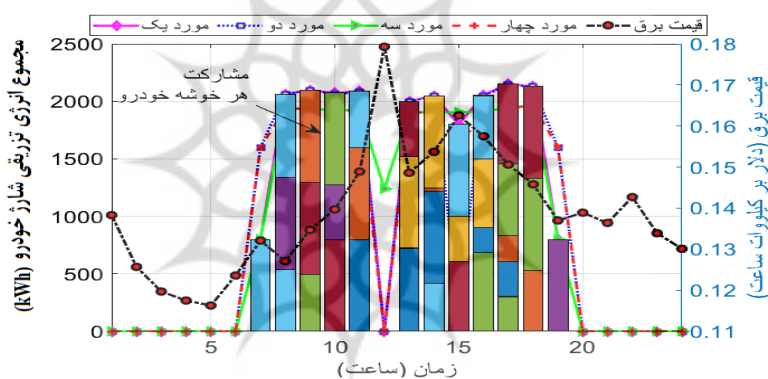 مورد یک مورد دو مورد سه مورد چهار قیمت برق
مجموع انرژی تزریقی شارژ خودرو (kWh)
2500
2000
1500
1000
500
0
مشارکت
هر خوشه خودرو
0.18
0.17
0.16
0.15
0.14
0.13
0.12
0.11
قیمت برق (دلار بر کیلووات ساعت)
5 10 15 20
زمان (ساعت)